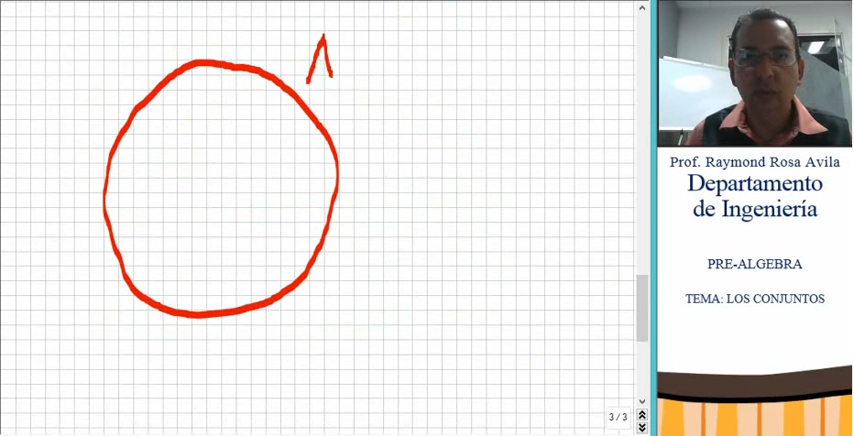 A
Prof. Raymond Rosa Avila
Departamento
de Ingeniería
PRE-ALGEBRA
TEMA: LOS CONJUNTOS
3 / 3